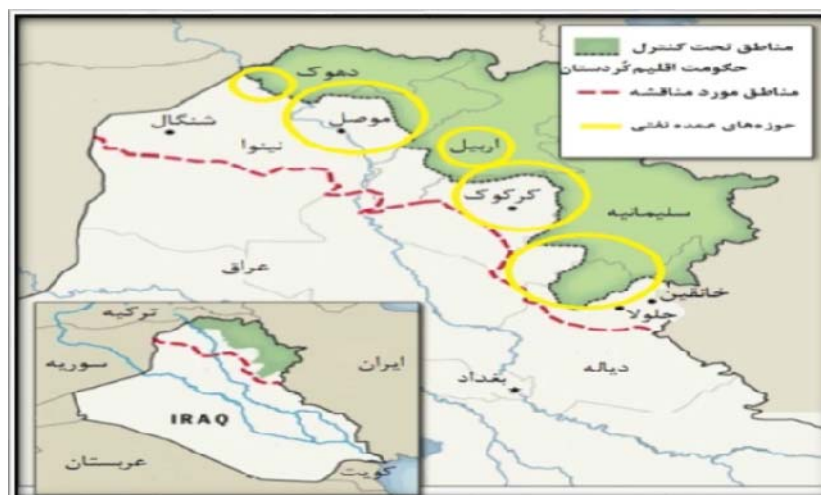 مناطق تحت کنترل
حکومت اقلیم کُردستان
مناطق مورد مناقشه
حوزه‌های عمده نفتی
دهوک
شنگال
موصل
نینوا
اربیل
کرکوک
سلیمانیه
عراق
خانقین
جلولا
دیاله
بغداد
ترکیه
سوریه
ایران
IRAQ
عربستان
کویت